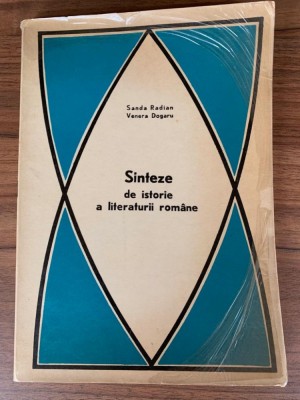 Sanda Radian
Venera Dogaru
Sinteze
de istorie
a literaturii române